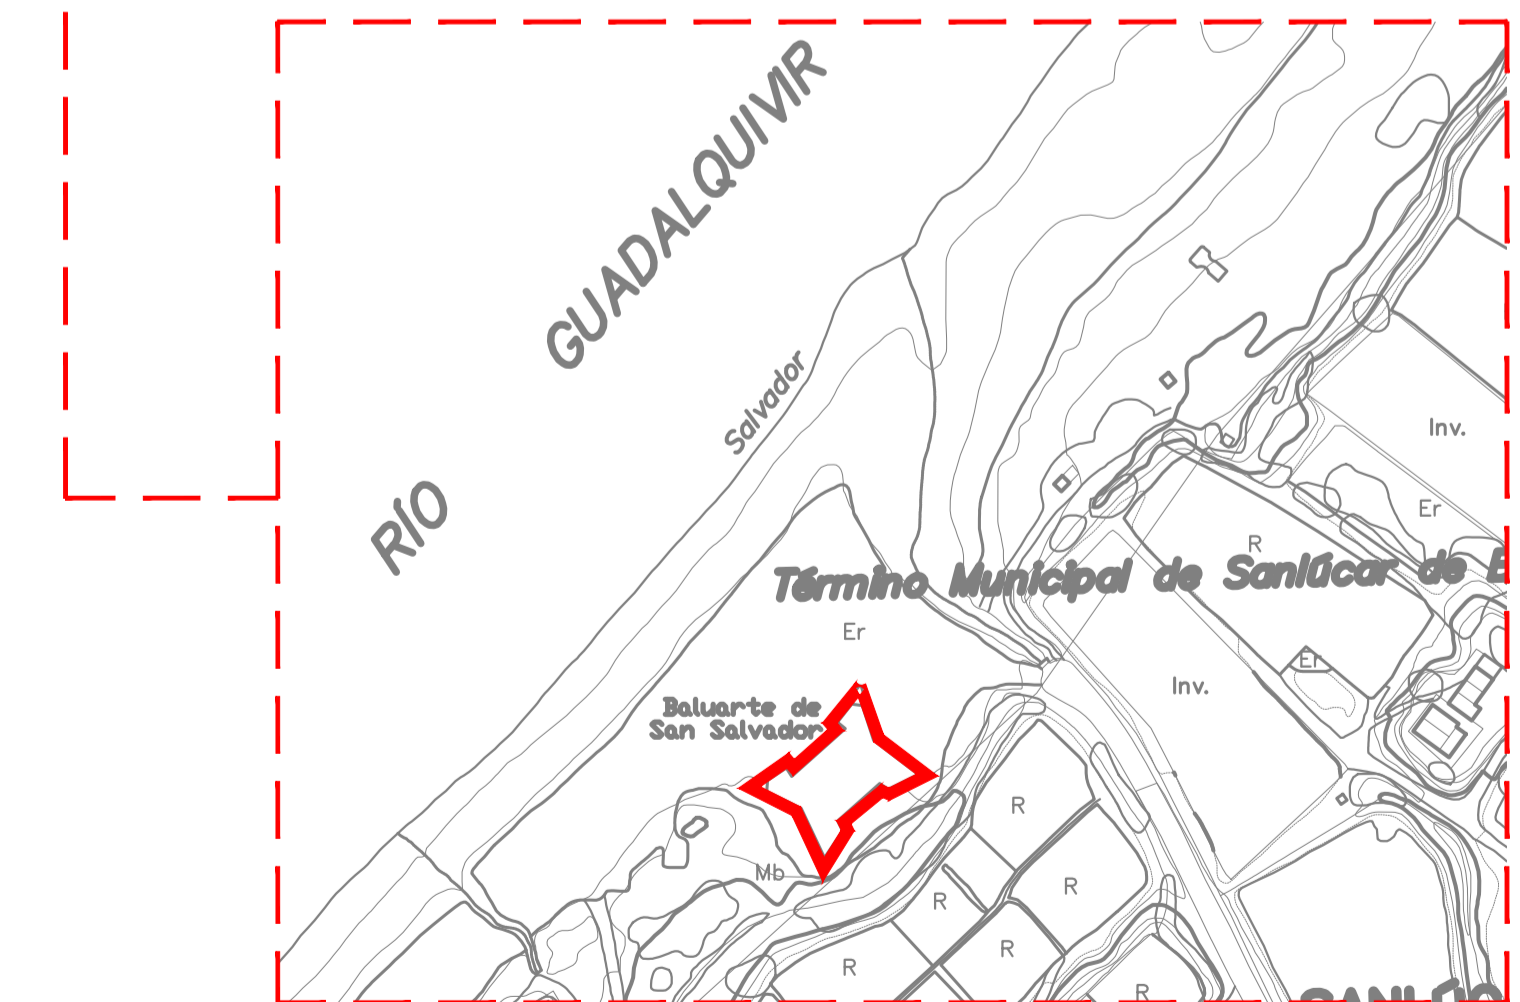 GUADALQUIVIR
Salvador
Inv.
RÍO
Er
R
Término Municipal de Sanlúcar de
Er
Er
Inv.
Baluarte de
San Salvador
R
Mb
R
R
R
R
R